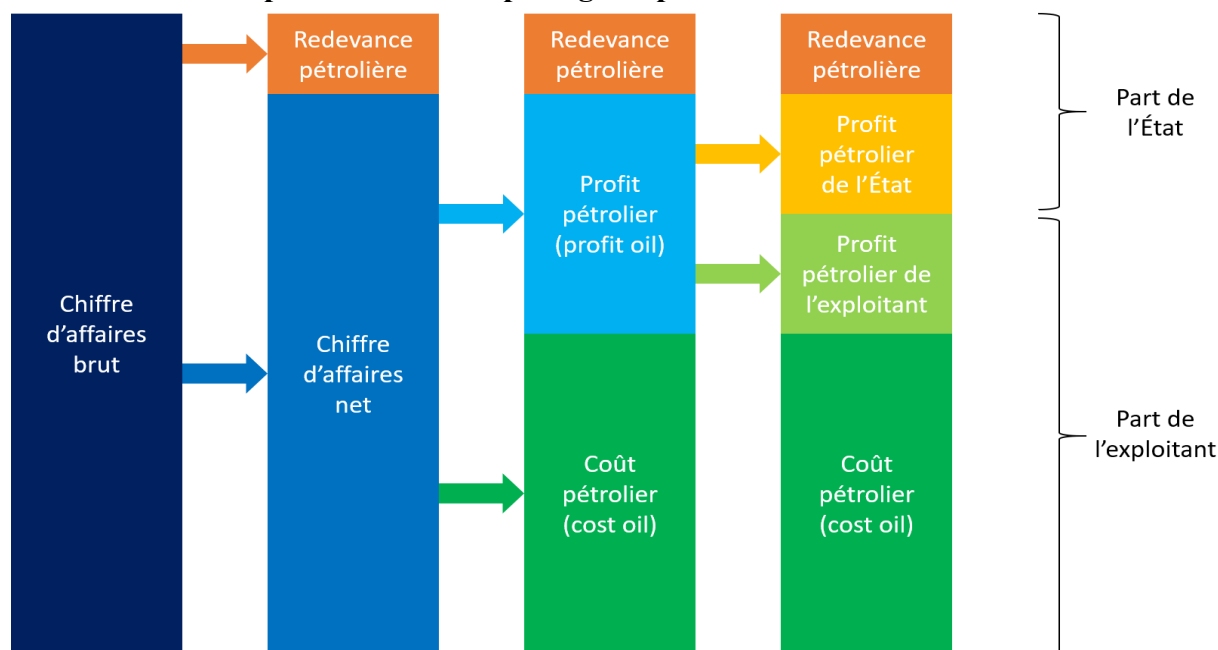 Chiffre
d'affaires
brut
Redevance
pétrolière
Chiffre
d'affaires
net
Redevance
pétrolière
Profit
pétrolier
(profit oil)
Coût
pétrolier
(cost oil)
Redevance
pétrolière
Profit
pétrolier
de l'État
Profit
pétrolier de
l'exploitant
Coût
pétrolier
(cost oil)
Part de
l'État
Part de
l'exploitant